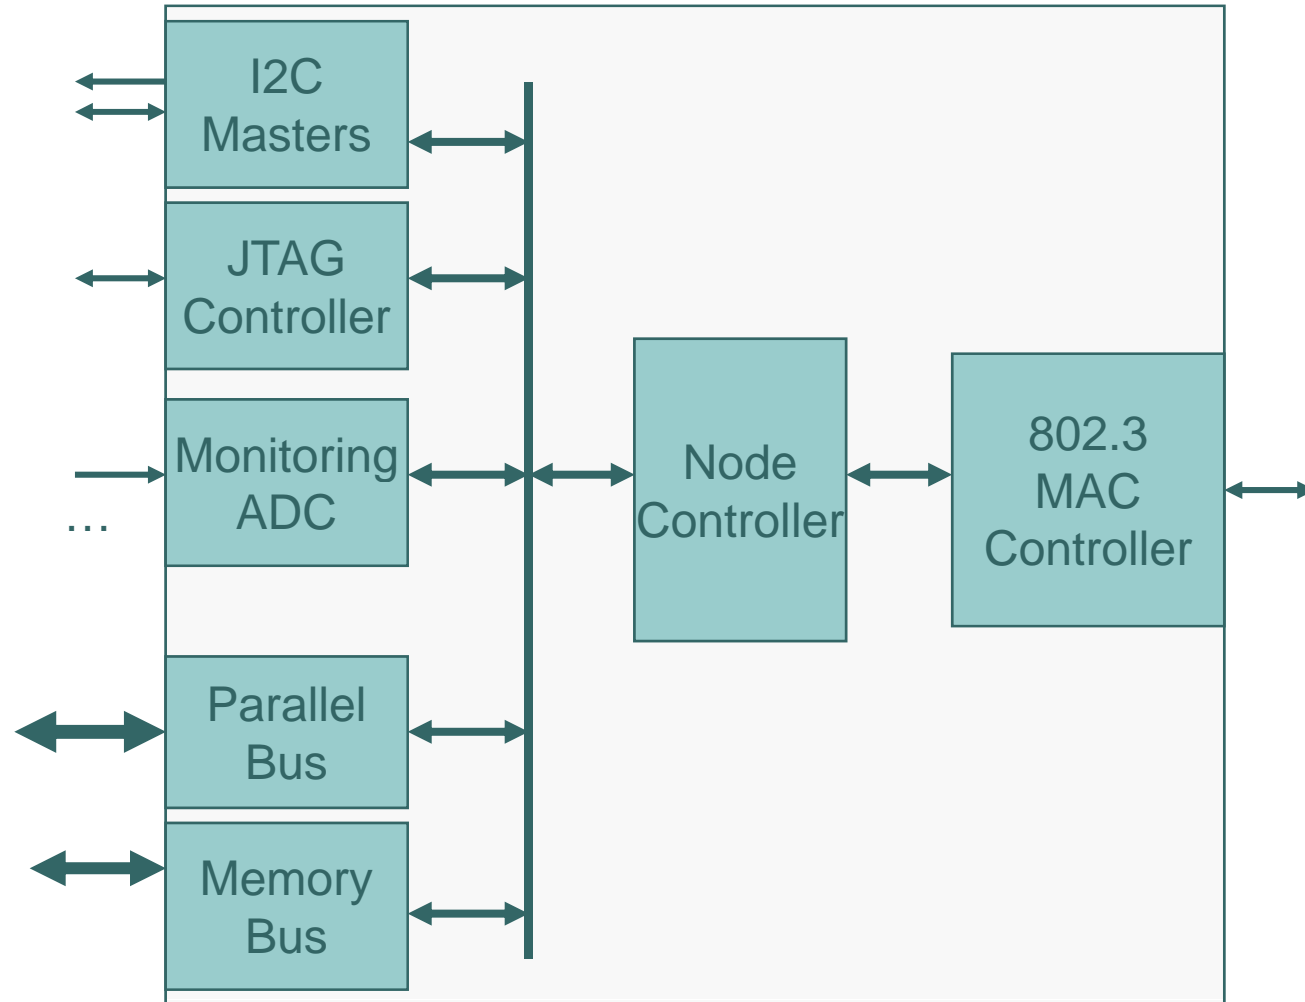 I2C
Masters
JTAG
Controller
Monitoring
ADC
...
Parallel
Bus
Memory
Bus
Node
Controller
802.3
MAC
Controller